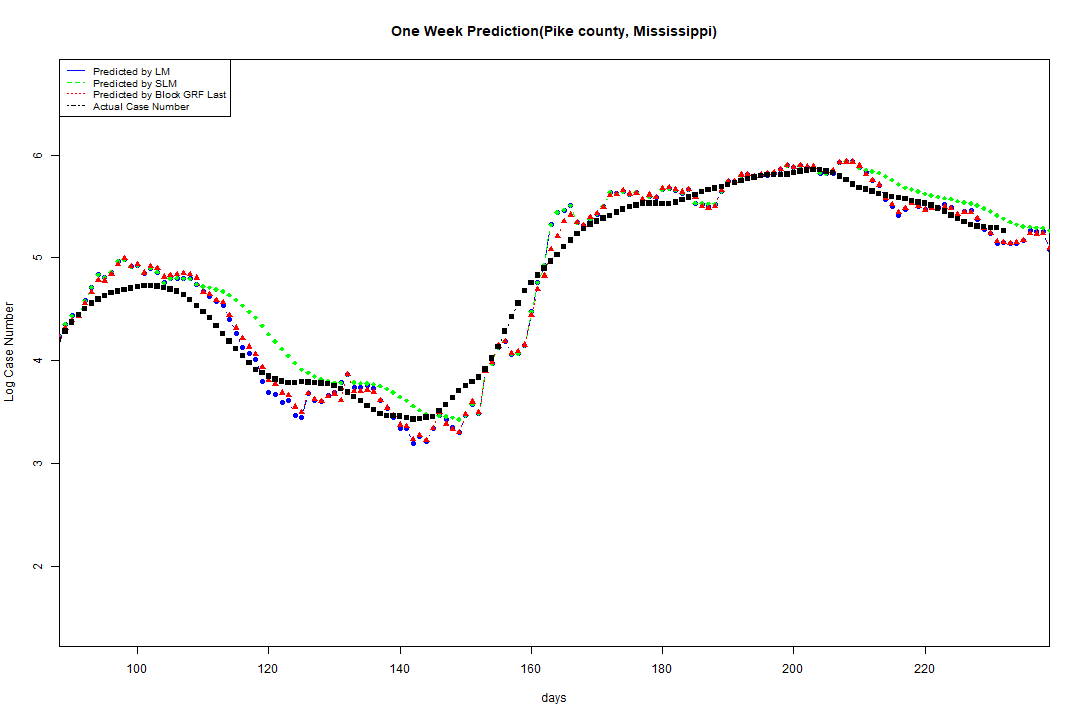 One Week Prediction(Pike county, Mississippi)
Predicted by LM
Predicted by SLM
Predicted by Block GRF Last
Actual Case Number
6
5
4
3
2
Log Case Number
100 120 140 160 180 200 220
days